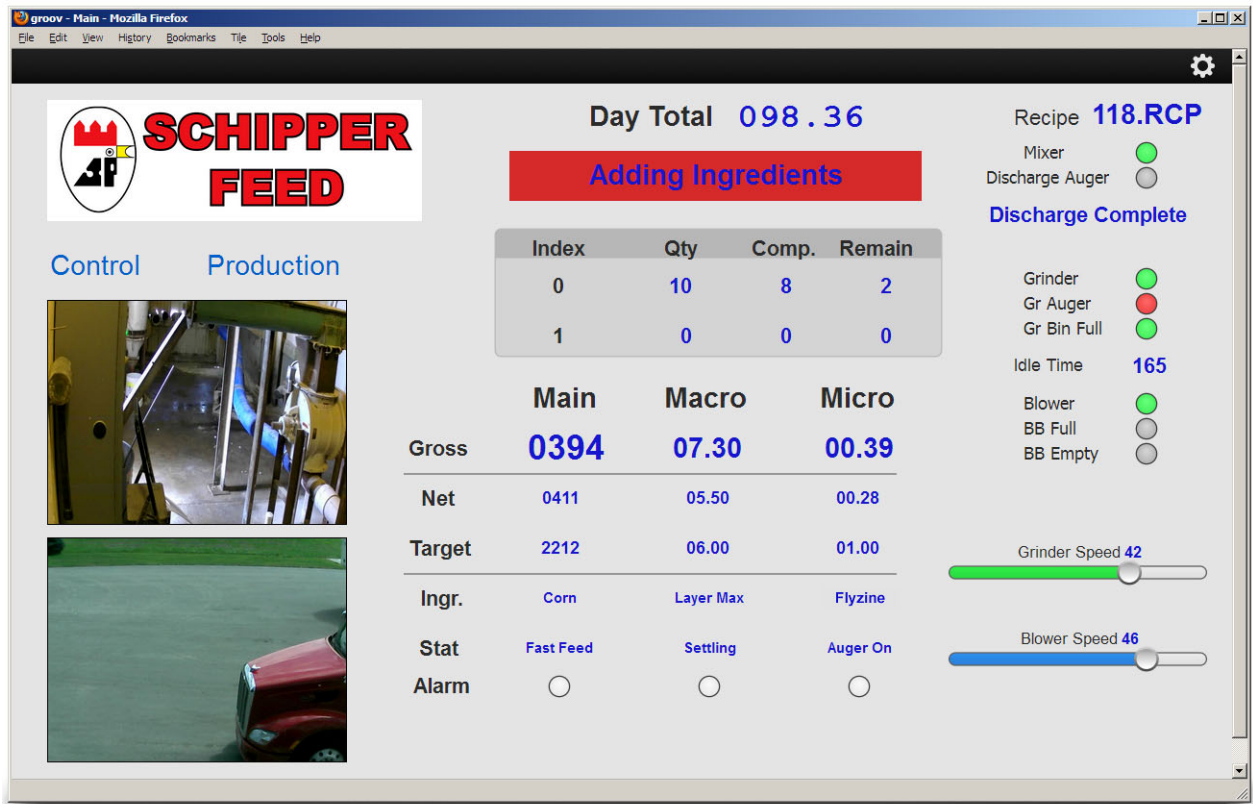 groov - Main - Mozilla Firefox
File Edit View History Bookmarks Tile Tools Help
SCHIPPER
FEED
Control Production
Day Total 098.36
Adding Ingredients
Index Qty Comp. Remain
0 10 8 2
1 0 0 0
Main Macro Micro
Gross 0394 07.30 00.39
Net 0411 05.50 00.28
Target 2212 06.00 01.00
Ingr. Corn Layer Max Flyzine
Stat Fast Feed Settling Auger On
Alarm
Recipe 118.RCP
Mixer
Discharge Auger
Discharge Complete
Grinder
Gr Auger
Gr Bin Full
Idle Time 165
Blower
BB Full
BB Empty
Grinder Speed 42
Blower Speed 46